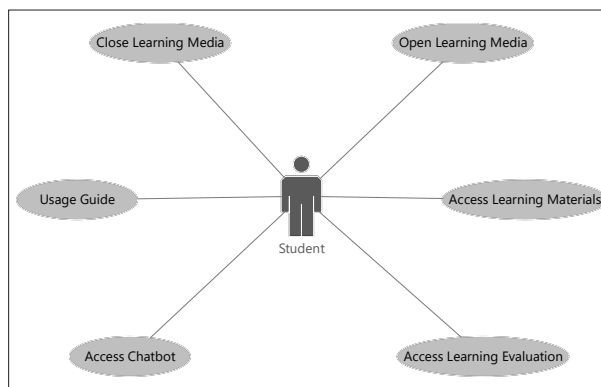 Close Learning Media
Open Learning Media
Usage Guide
Access Learning Materials
Student
Access Chatbot
Access Learning Evaluation